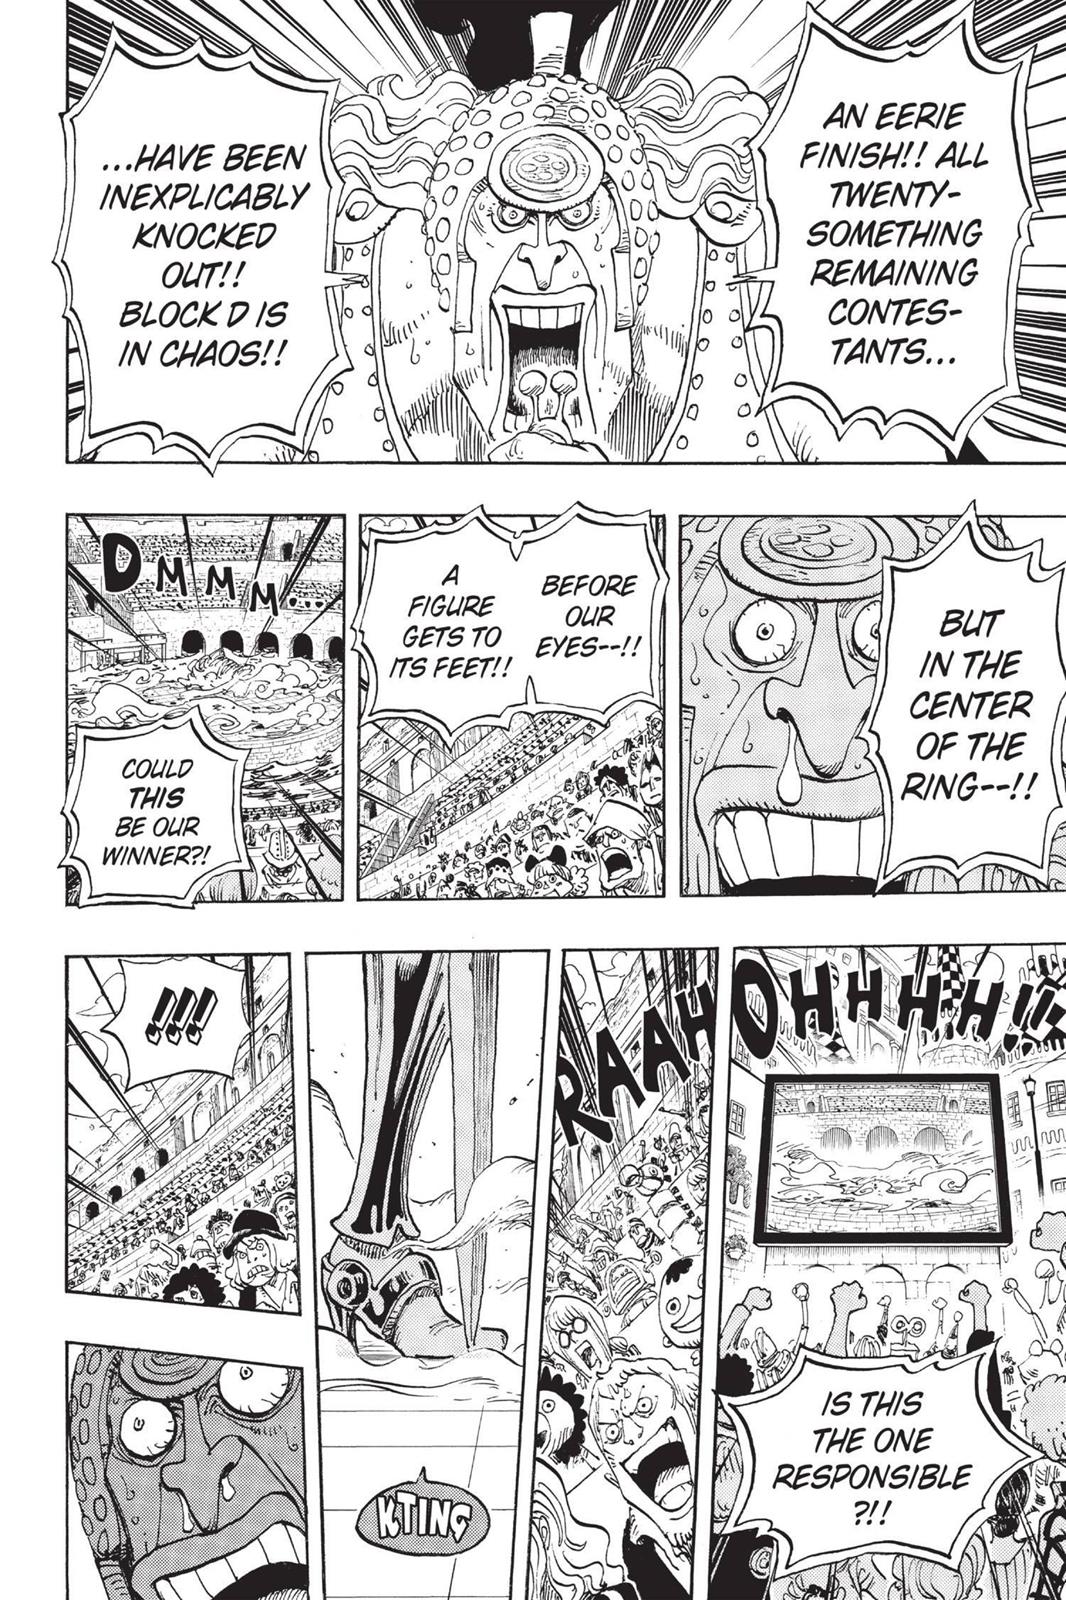 AN EERIE
FINISH!! ALL
TWENTY-
SOMETHING
REMAINING
CONTES-
TANTS...
...HAVE BEEN
INEXPLICABLY
KNOCKED
OUT!!
BLOCK D IS
IN CHAOS!!
BUT
IN THE
CENTER
OF THE
RING--!!
BEFORE
OUR
EYES--!!
A
FIGURE
GETS TO
ITS FEET!!
DMMMM...
COULD
THIS
BE OUR
WINNER?!
RAAHOHHHHH!!
IS THIS
THE ONE
RESPONSIBLE
?!!
KTING
!!!!